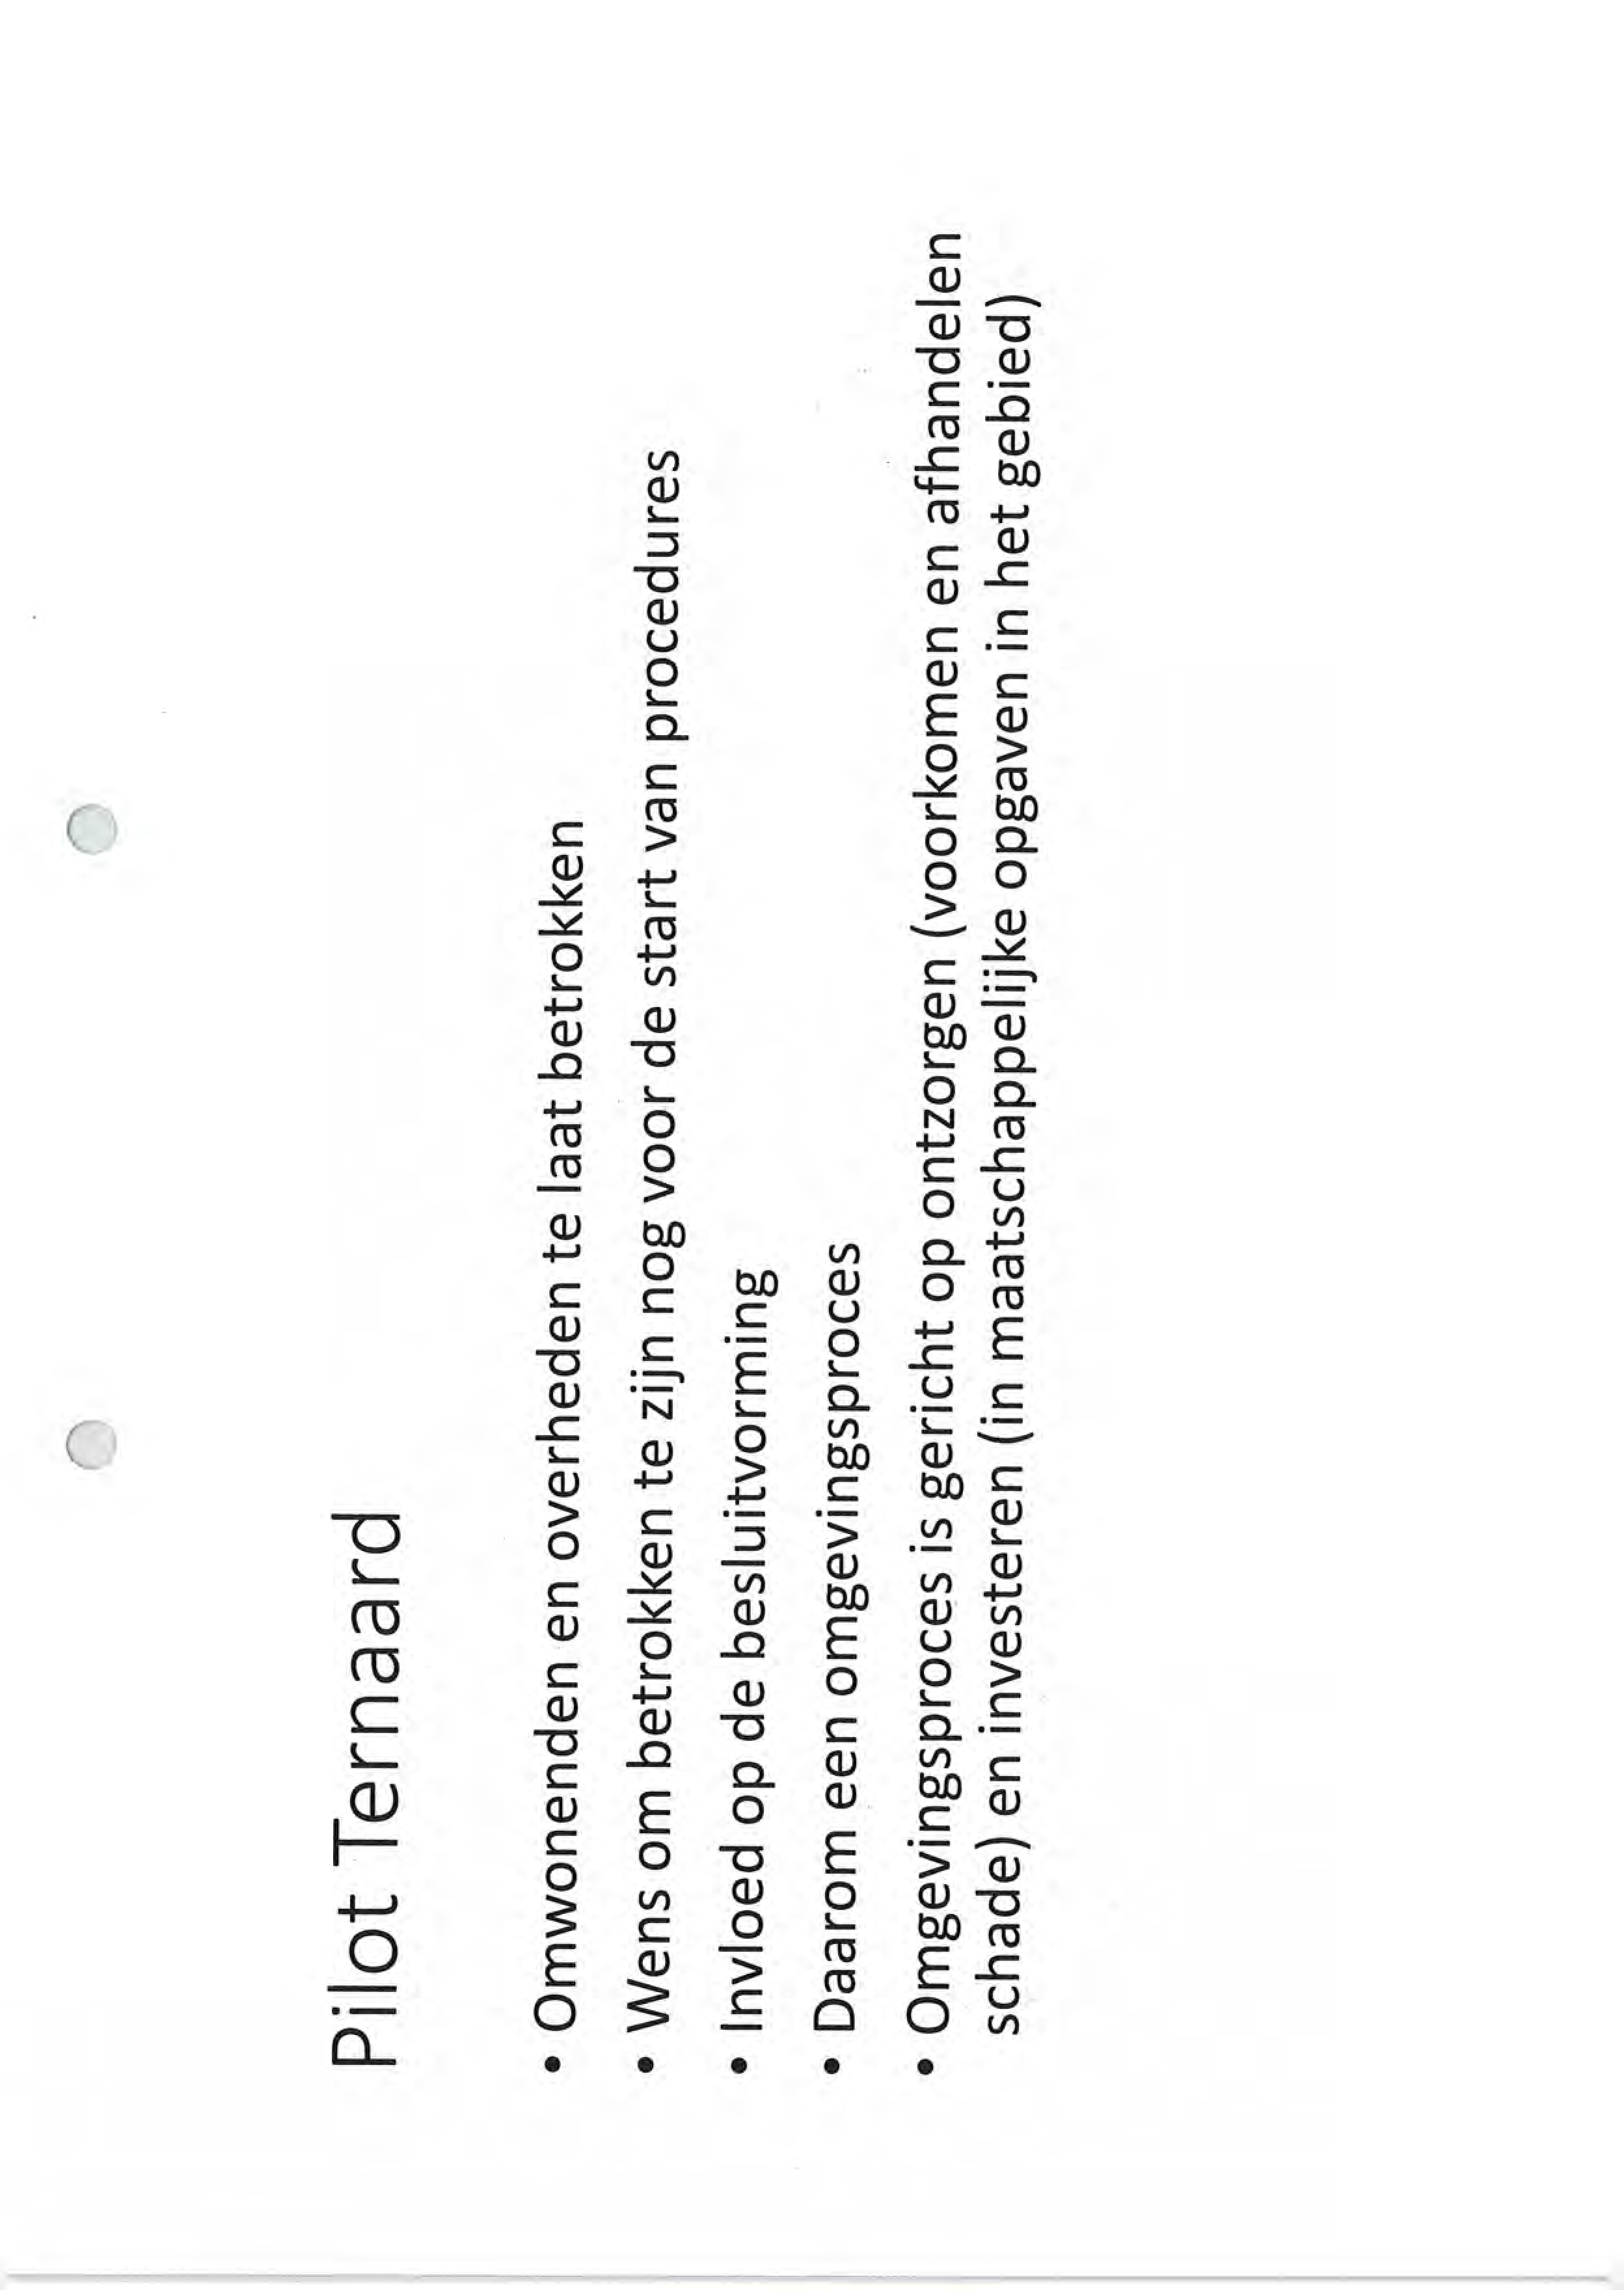 Pilot Ternaard
• Omwonenden en overheden te laat betrokken
• Wens om betrokken te zijn nog voor de start van procedures
• Invloed op de besluitvorming
• Daarom een omgevingsproces
• Omgevingsproces is gericht op ontzorgen (voorkomen en afhandelen
schade) en investeren (in maatschappelijke opgaven in het gebied)